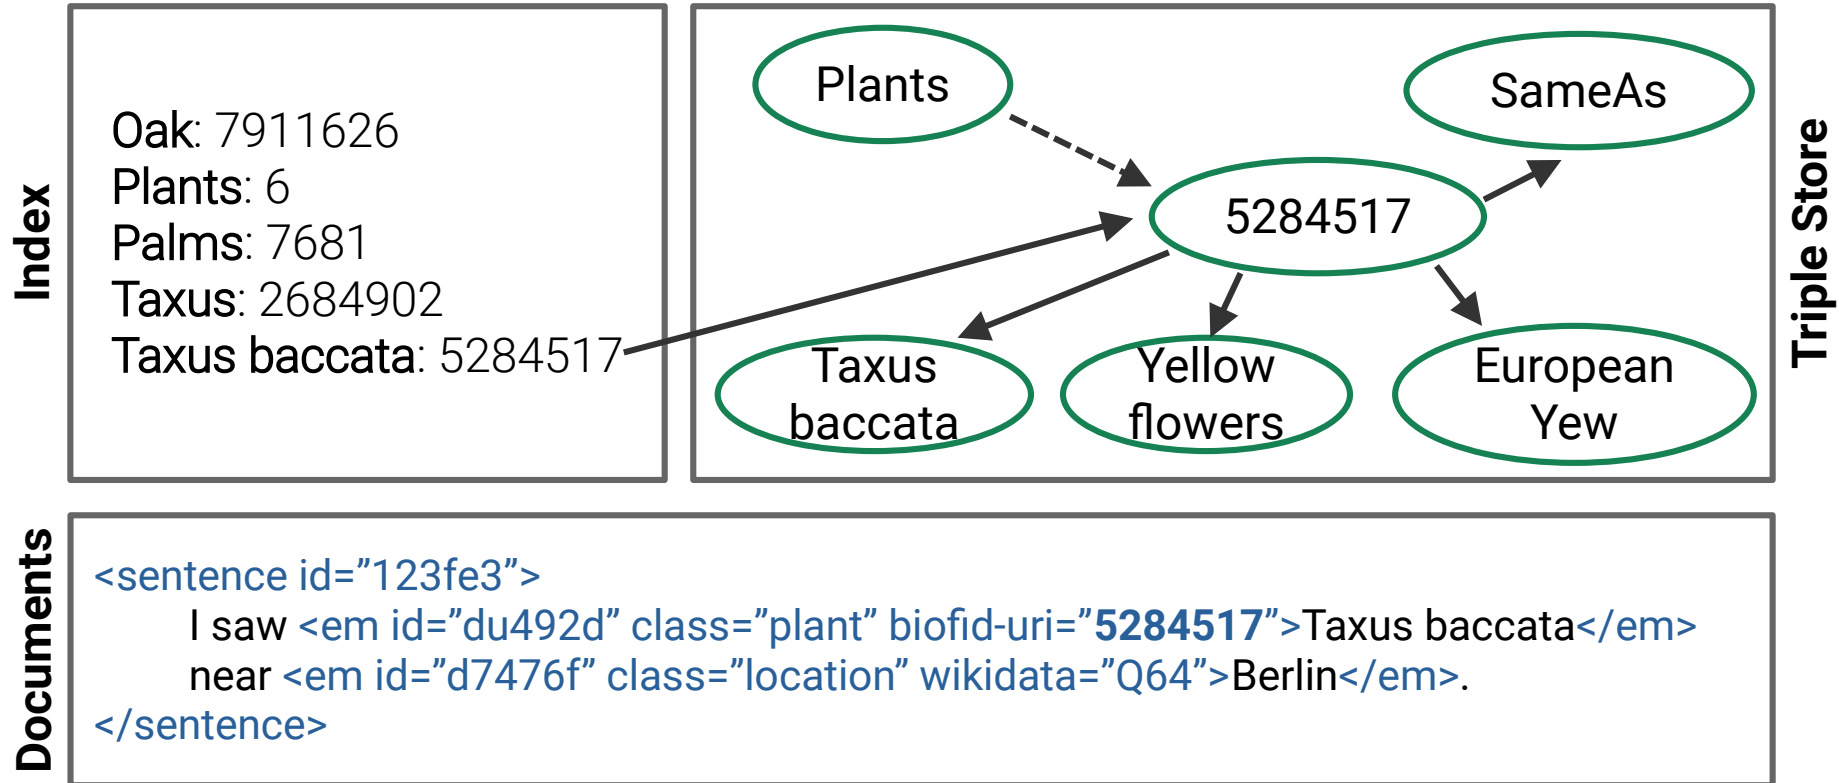 Index
Oak: 7911626
Plants: 6
Palms: 7681
Taxus: 2684902
Taxus baccata: 5284517
Plants
SameAs
5284517
Taxus
baccata
Yellow
flowers
European
Yew
Triple Store
Documents
<sentence id=”123fe3”>
I saw <em id=”du492d” class=”plant” biofid-uri=”5284517”>Taxus baccata</em>
near <em id=”d7476f” class=”location” wikidata=”Q64”>Berlin</em>.
</sentence>